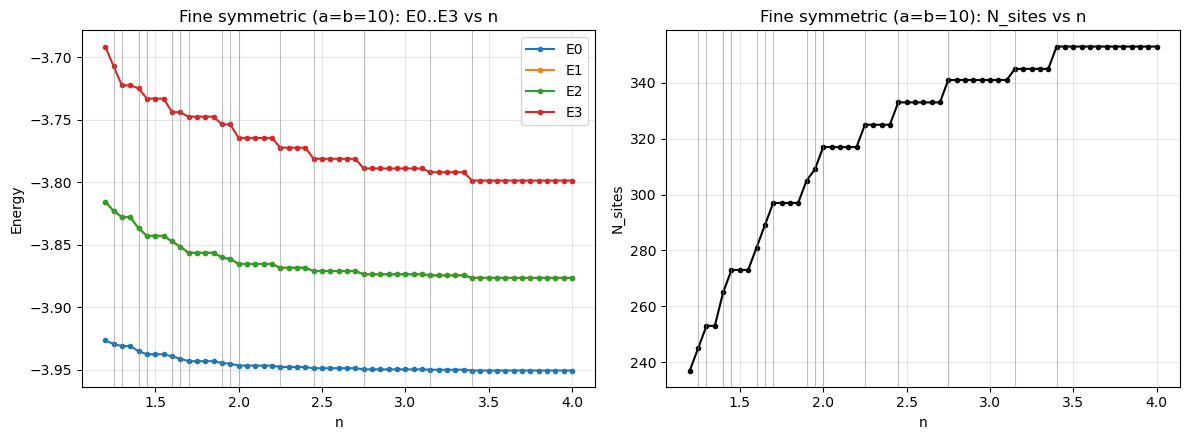 Fine symmetric (a=b=10): E0..E3 vs n
Energy
−3.70
−3.75
−3.80
−3.85
−3.90
−3.95
1.5 2.0 2.5 3.0 3.5 4.0
n
E0
E1
E2
E3
Fine symmetric (a=b=10): N_sites vs n
N_sites
340
320
300
280
260
240
1.5 2.0 2.5 3.0 3.5 4.0
n